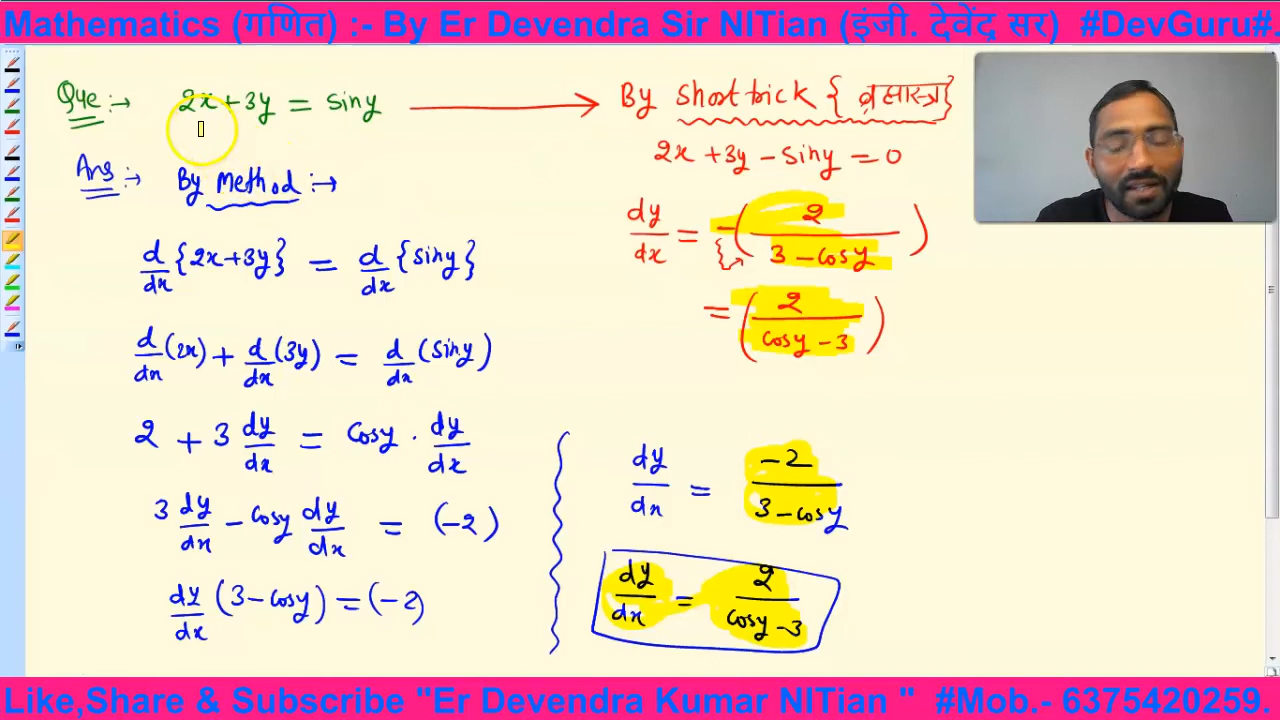 Mathematics (गणित) :- By Er Devendra Sir NITian (इंजी. देवेंद्र सर) #DevGuru#.
Que :→ 2x+3y = siny → By Short trick { ब्रह्मास्त्र }
2x+3y - siny = 0
Ans :→ By Method :→
dy/dx = -(2/(3-cosy))
d/dx{2x+3y} = d/dx{siny}
= (2/(cosy-3))
d/dx(2x) + d/dx(3y) = d/dx(siny)
2 + 3 dy/dx = cosy · dy/dx
3 dy/dx - cosy dy/dx = (-2)
dy/dx (3-cosy) = (-2)
dy/dx = -2/(3-cosy)
dy/dx = 2/(cosy-3)
Like,Share & Subscribe "Er Devendra Kumar NITian " #Mob.- 6375420259.